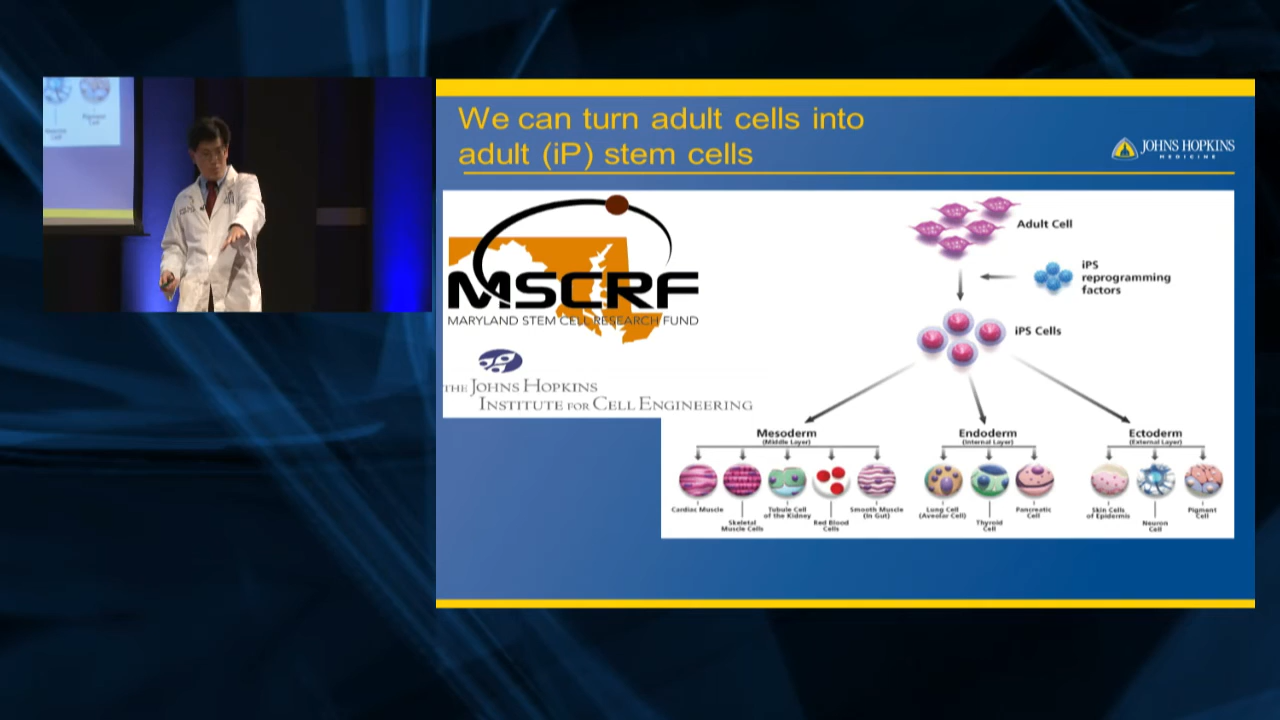 We can turn adult cells into
adult (iP) stem cells
JOHNS HOPKINS
MEDICINE
MSCRF
MARYLAND STEM CELL RESEARCH FUND
THE JOHNS HOPKINS
INSTITUTE FOR CELL ENGINEERING
Adult Cell
iPS
reprogramming
factors
iPS Cells
Mesoderm
(Middle Layer)
Endoderm
(Internal Layer)
Ectoderm
(External Layer)
Cardiac Muscle
Skeletal
Muscle Cells
Tubule Cell
of the Kidney
Red Blood
Cells
Smooth Muscle
(in Gut)
Lung Cell
(Aveolar Cell)
Thyroid
Cell
Pancreatic
Cell
Skin Cells
of Epidermis
Neuron
Cell
Pigment
Cell